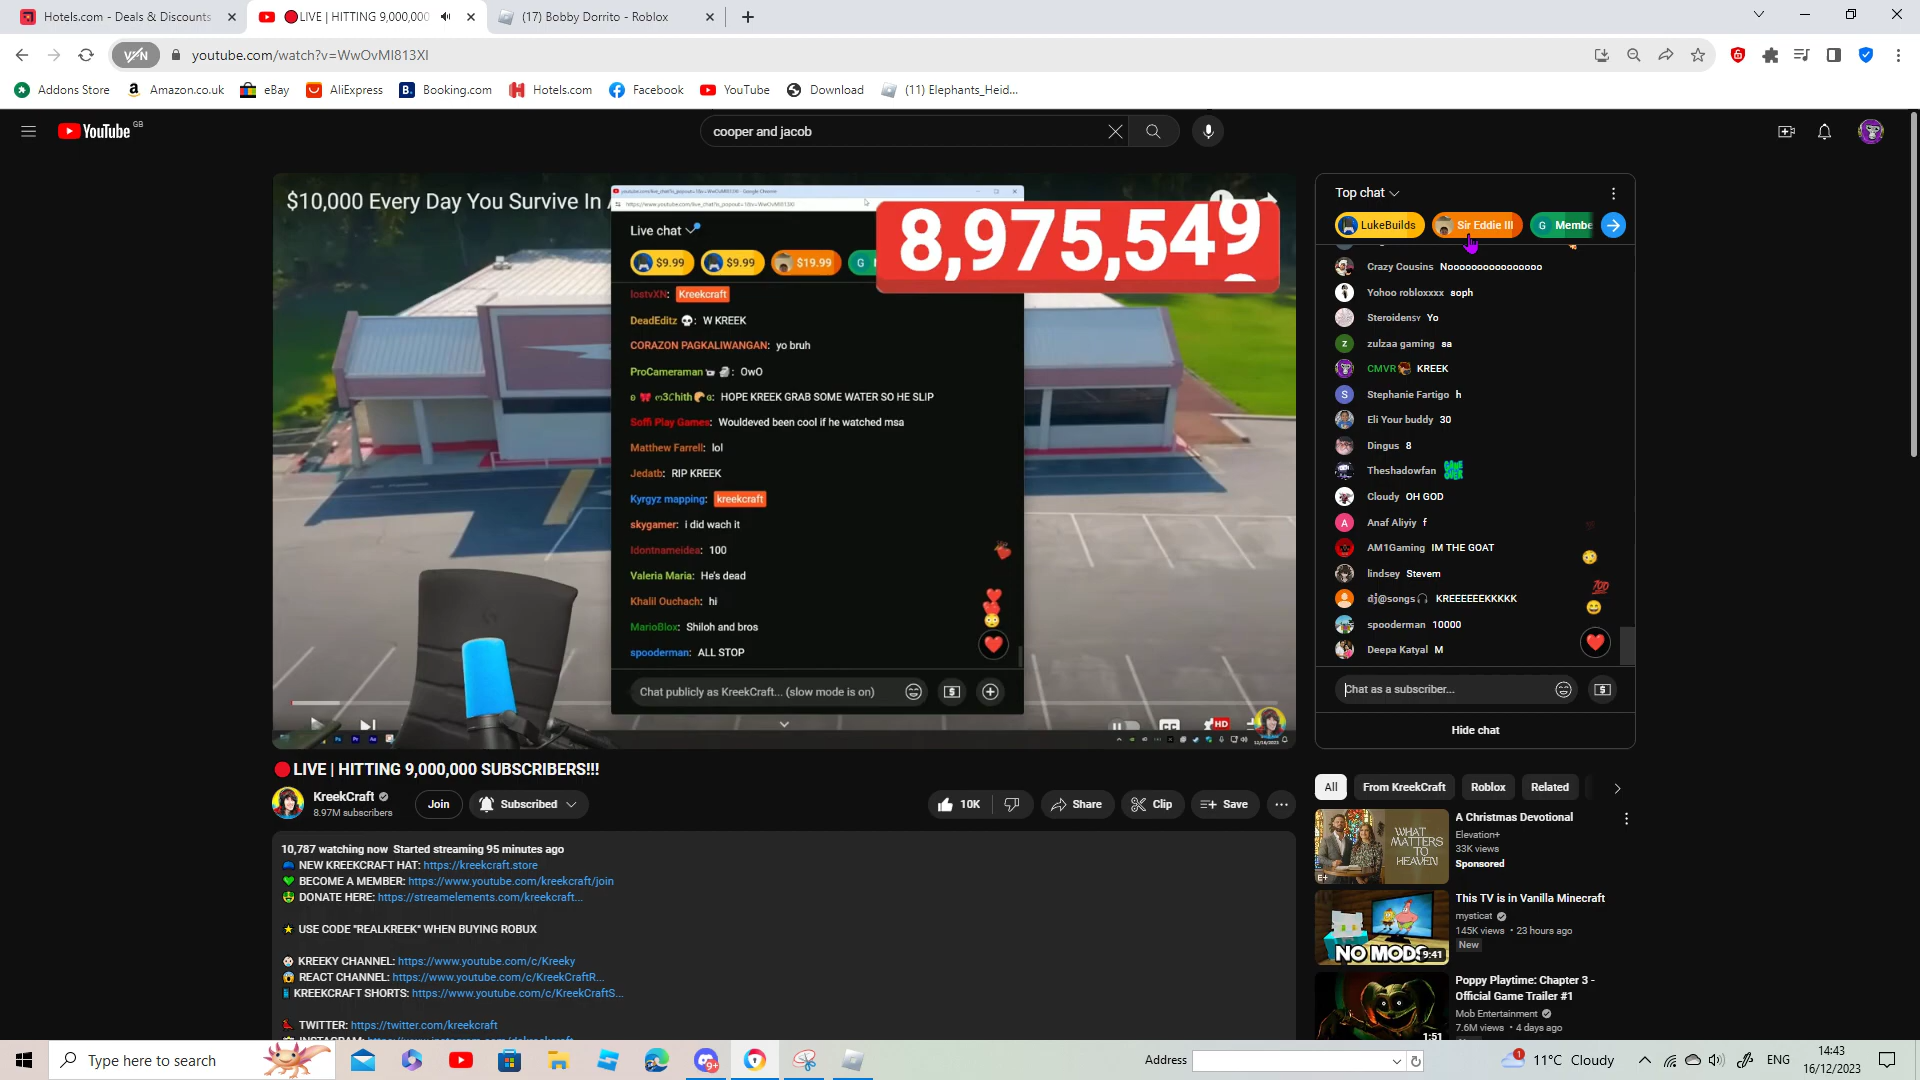 Hotels.com - Deals & Discounts
LIVE | HITTING 9,000,000
(17) Bobby Dorrito - Roblox
VPN
youtube.com/watch?v=WwOvMI813XI
Addons Store
Amazon.co.uk
eBay
AliExpress
Booking.com
Hotels.com
Facebook
YouTube
Download
(11) Elephants_Heid...
YouTube GB
cooper and jacob
$10,000 Every Day You Survive In
Live chat
$9.99
$9.99
$19.99
G
8,975,549
lostvXN: Kreekcraft
DeadEditz 💀: W KREEK
CORAZON PAGKALIWANGAN: yo bruh
ProCameraman: OwO
HOPE KREEK GRAB SOME WATER SO HE SLIP
Soffi Play Games: Wouldeved been cool if he watched msa
Matthew Farrell: lol
Jedatb: RIP KREEK
Kyrgyz mapping: kreekcraft
skygamer: i did wach it
Idontnameidea: 100
Valeria Maria: He's dead
Khalil Ouchach: hi
MarioBlox: Shiloh and bros
spooderman: ALL STOP
Chat publicly as KreekCraft... (slow mode is on)
HD
Top chat
LukeBuilds
Sir Eddie III
G Membe
Crazy Cousins Noooooooooooooooo
Yohoo robloxxxx soph
Steroidensv Yo
Z zulzaa gaming sa
CMVR KREEK
S Stephanie Fartigo h
Eli Your buddy 30
Dingus 8
Theshadowfan GAME OVER
Cloudy OH GOD
A Anaf Aliyiy f
AM1Gaming IM THE GOAT
lindsey Stevem
dj@songs🎧 KREEEEEEKKKKK
spooderman 10000
Deepa Katyal M
Chat as a subscriber...
Hide chat
LIVE | HITTING 9,000,000 SUBSCRIBERS!!!
KreekCraft
8.97M subscribers
Join
Subscribed
10K
Share
Clip
Save
10,787 watching now Started streaming 95 minutes ago
NEW KREEKCRAFT HAT: https://kreekcraft.store
BECOME A MEMBER: https://www.youtube.com/kreekcraft/join
DONATE HERE: https://streamelements.com/kreekcraft...
USE CODE "REALKREEK" WHEN BUYING ROBUX
KREEKY CHANNEL: https://www.youtube.com/c/Kreeky
REACT CHANNEL: https://www.youtube.com/c/KreekCraftR...
KREEKCRAFT SHORTS: https://www.youtube.com/c/KreekCraftS...
TWITTER: https://twitter.com/kreekcraft
All
From KreekCraft
Roblox
Related
WHAT MATTERS TO HEAVEN
E+
A Christmas Devotional
Elevation+
33K views
Sponsored
NO MODS
9:41
This TV is in Vanilla Minecraft
mysticat
145K views • 23 hours ago
New
1:51
Poppy Playtime: Chapter 3 -
Official Game Trailer #1
Mob Entertainment
7.6M views • 4 days ago
Type here to search
9+
Address
1
11°C Cloudy
ENG
14:43
16/12/2023